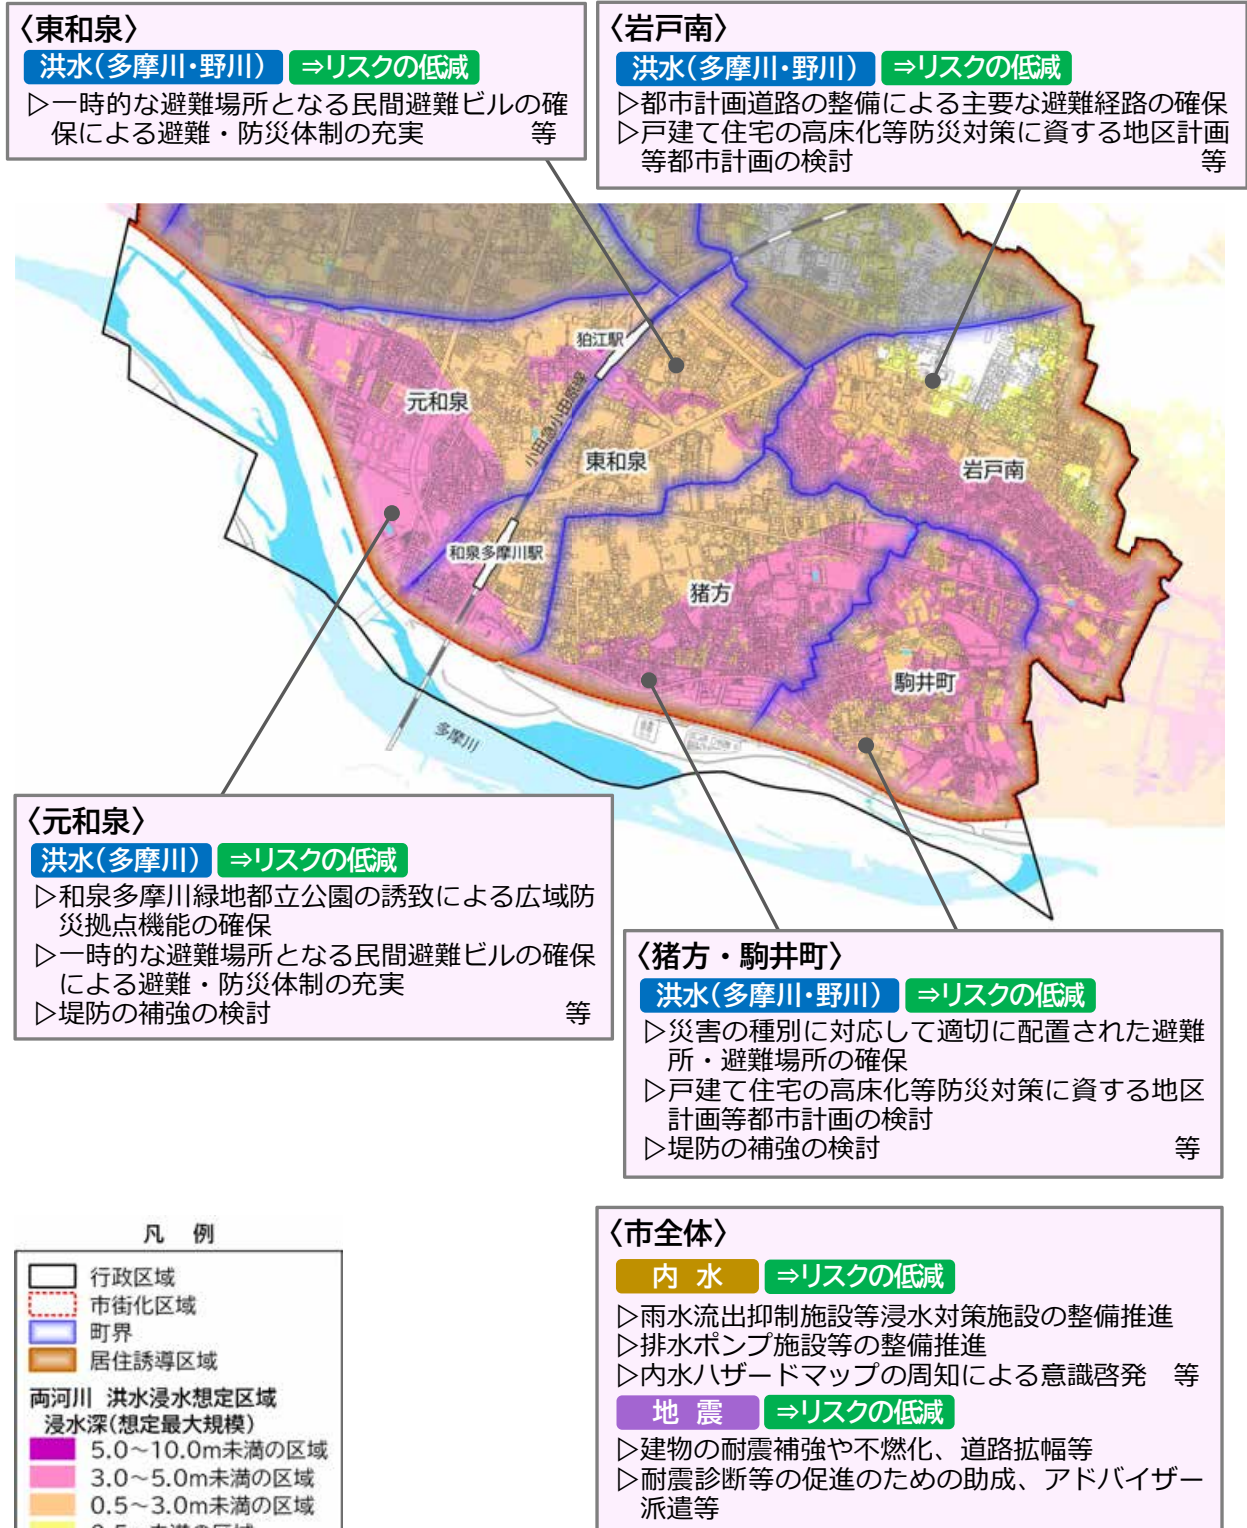 〈東和泉〉
洪水(多摩川・野川) ⇒リスクの低減
▷一時的な避難場所となる民間避難ビルの確
保による避難・防災体制の充実 等
〈岩戸南〉
洪水(多摩川・野川) ⇒リスクの低減
▷都市計画道路の整備による主要な避難経路の確保
▷戸建て住宅の高床化等防災対策に資する地区計画
等都市計画の検討 等
狛江駅
元和泉
小田急小田原線
東和泉
岩戸南
和泉多摩川駅
猪方
駒井町
多摩川
〈元和泉〉
洪水(多摩川) ⇒リスクの低減
▷和泉多摩川緑地都立公園の誘致による広域防
災拠点機能の確保
▷一時的な避難場所となる民間避難ビルの確保
による避難・防災体制の充実
▷堤防の補強の検討 等
〈猪方・駒井町〉
洪水(多摩川・野川) ⇒リスクの低減
▷災害の種別に対応して適切に配置された避難
所・避難場所の確保
▷戸建て住宅の高床化等防災対策に資する地区
計画等都市計画の検討
▷堤防の補強の検討 等
凡 例
行政区域
市街化区域
町界
居住誘導区域
両河川 洪水浸水想定区域
浸水深(想定最大規模)
5.0～10.0m未満の区域
3.0～5.0m未満の区域
0.5～3.0m未満の区域
〈市全体〉
内 水 ⇒リスクの低減
▷雨水流出抑制施設等浸水対策施設の整備推進
▷排水ポンプ施設等の整備推進
▷内水ハザードマップの周知による意識啓発 等
地 震 ⇒リスクの低減
▷建物の耐震補強や不燃化、道路拡幅等
▷耐震診断等の促進のための助成、アドバイザー
派遣等